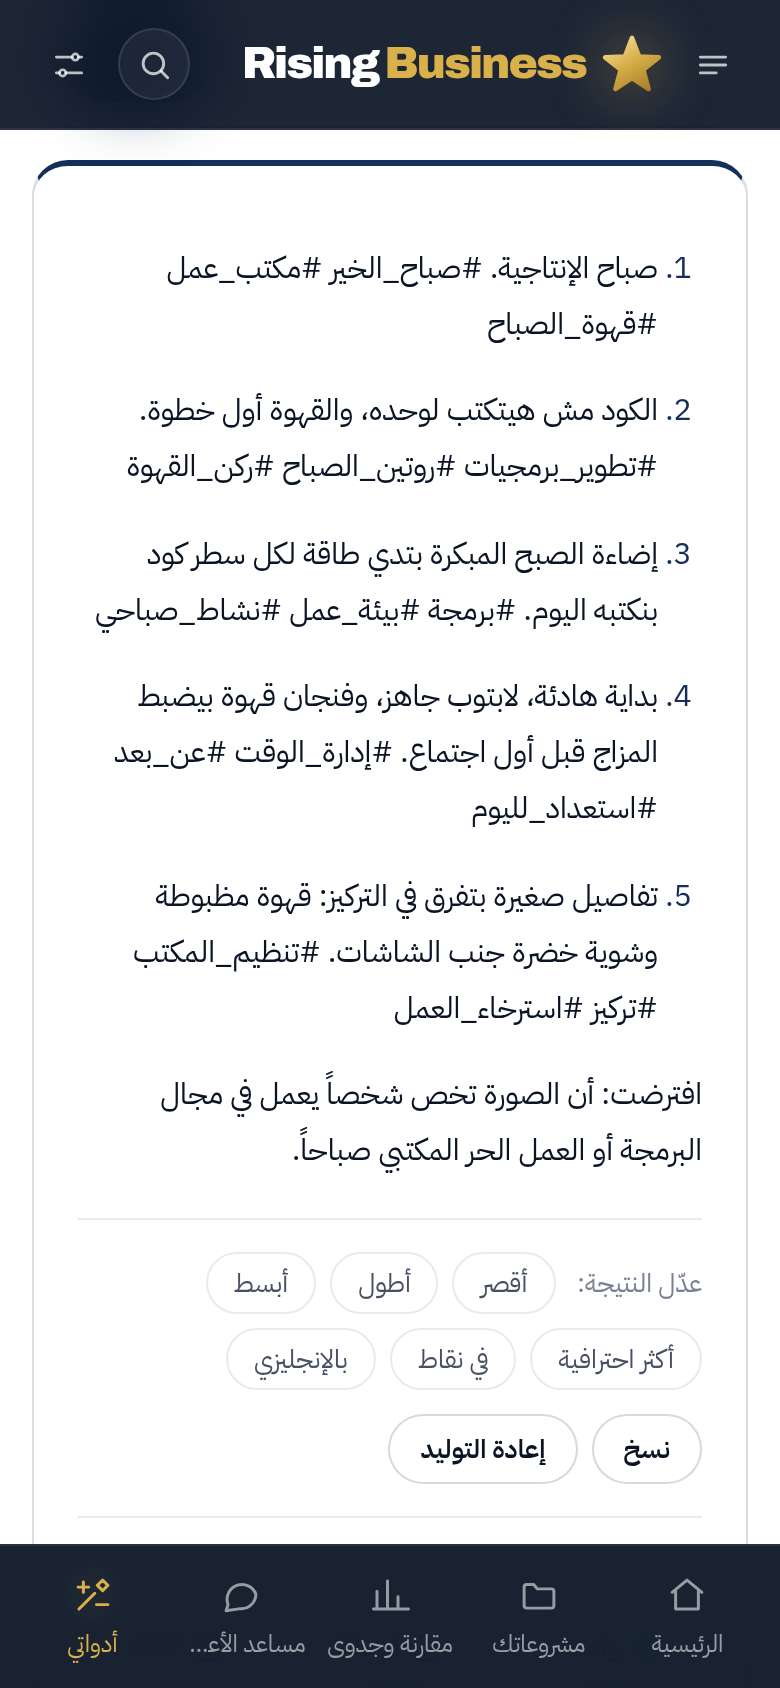 Rising Business
1. صباح الإنتاجية. #صباح_الخير #مكتب_عمل
#قهوة_الصباح
2. الكود مش هيتكتب لوحده، والقهوة أول خطوة.
#تطوير_برمجيات #روتين_الصباح #ركن_القهوة
3. إضاءة الصبح المبكرة بتدي طاقة لكل سطر كود
بنكتبه اليوم. #برمجة #بيئة_عمل #نشاط_صباحي
4. بداية هادئة، لابتوب جاهز، وفنجان قهوة بيضبط
المزاج قبل أول اجتماع. #إدارة_الوقت #عن_بعد
#استعداد_لليوم
5. تفاصيل صغيرة بتفرق في التركيز: قهوة مظبوطة
وشوية خضرة جنب الشاشات. #تنظيم_المكتب
#تركيز #استرخاء_العمل
افترضت: أن الصورة تخص شخصاً يعمل في مجال
البرمجة أو العمل الحر المكتبي صباحاً.
عدّل النتيجة: أقصر أطول أبسط
أكثر احترافية في نقاط بالإنجليزي
نسخ إعادة التوليد
الرئيسية مشروعاتك مقارنة وجدوى مساعد الأعـ... أدواتي